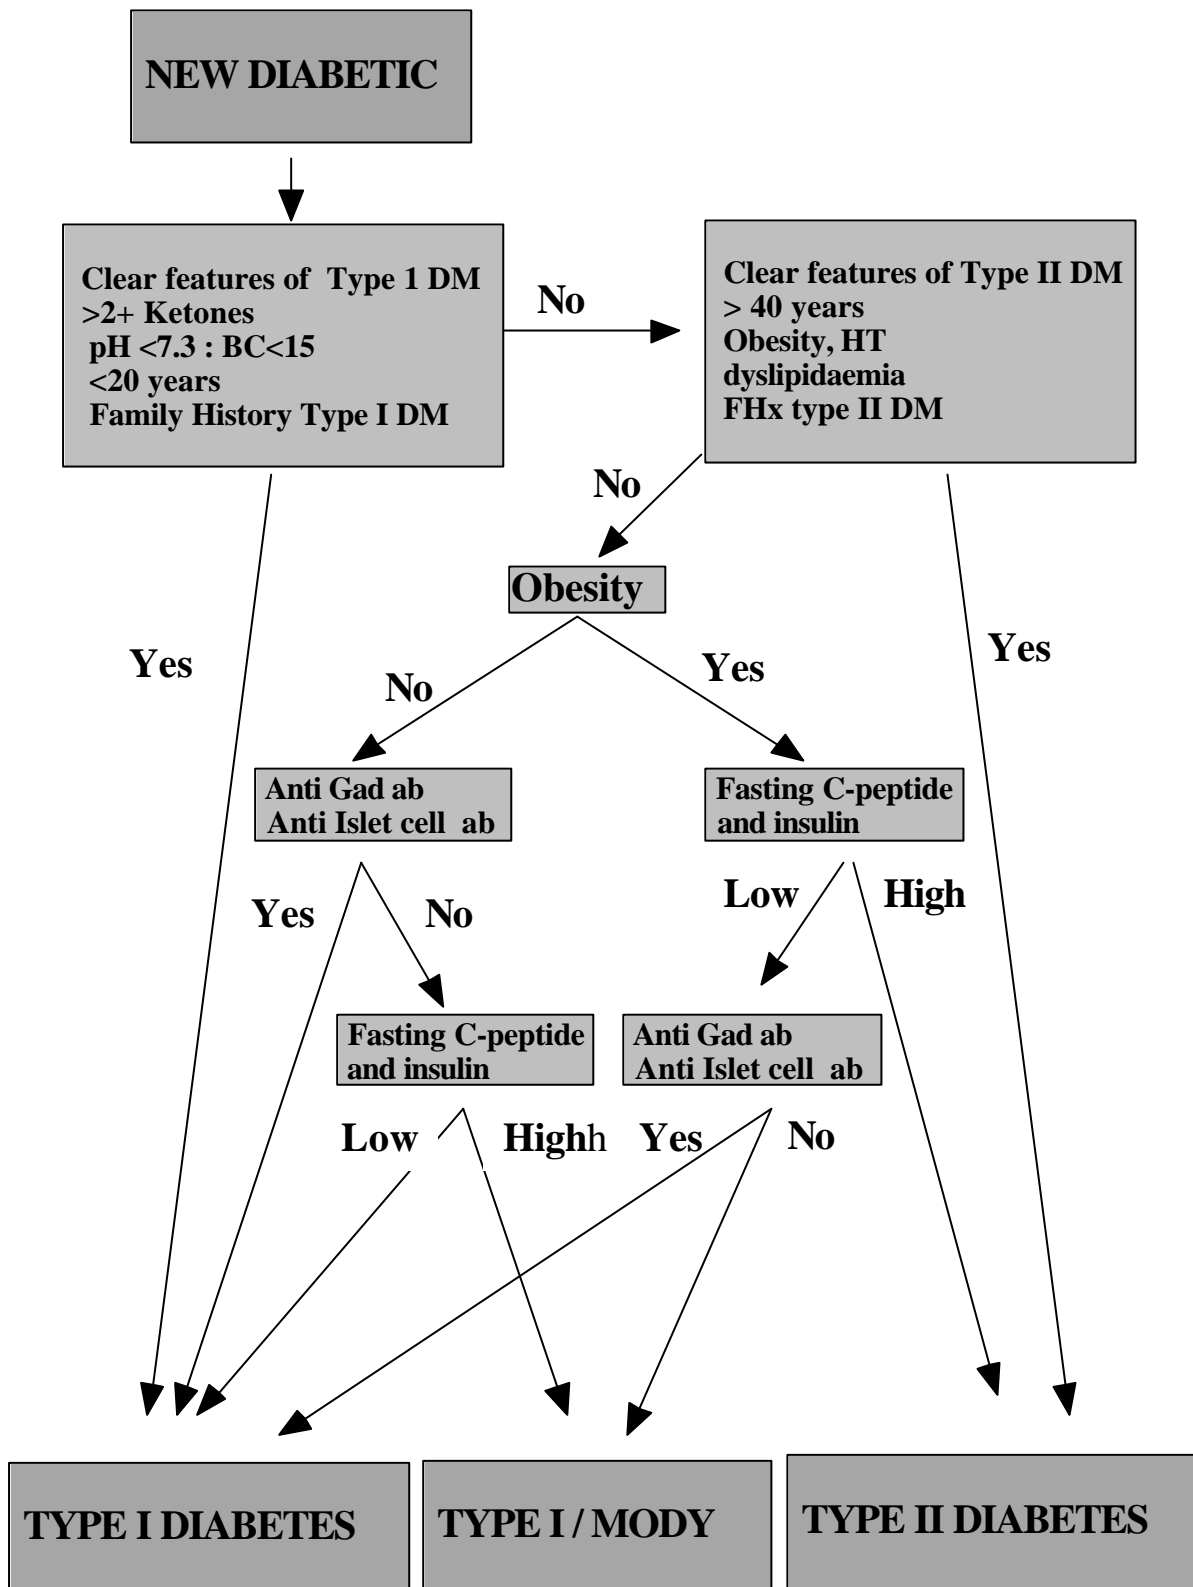 NEW DIABETIC
Clear features of Type 1 DM
>2+ Ketones
pH <7.3 : BC<15
<20 years
Family History Type I DM
No
Clear features of Type II DM
> 40 years
Obesity, HT
dyslipidaemia
FHx type II DM
No
Obesity
Yes
Yes
No
Yes
Anti Gad ab
Anti Islet cell ab
Fasting C-peptide
and insulin
Yes
No
Low
High
Fasting C-peptide
and insulin
Anti Gad ab
Anti Islet cell ab
Low
Highh
Yes
No
TYPE I DIABETES
TYPE I / MODY
TYPE II DIABETES